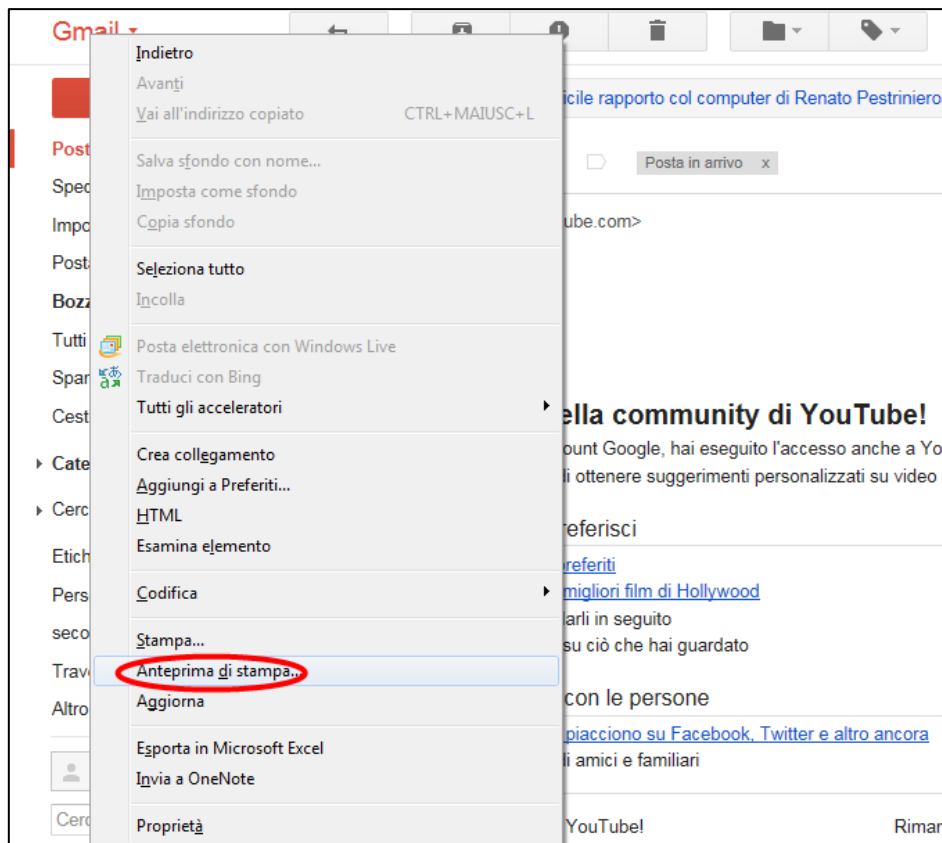 Gmail
Indietro
Avanti
Vai all'indirizzo copiato CTRL+MAIUSC+L
Salva sfondo con nome...
Imposta come sfondo
Copia sfondo
Seleziona tutto
Incolla
Posta elettronica con Windows Live
Traduci con Bing
Tutti gli acceleratori
Crea collegamento
Aggiungi a Preferiti...
HTML
Esamina elemento
Codifica
Stampa...
Anteprima di stampa...
Aggiorna
Esporta in Microsoft Excel
Invia a OneNote
Proprietà
Post
Spec
Impo
Post
Bozz
Tutti
Spar
Cest
Cate
Cerc
Etich
Pers
seco
Trav
Altro
Cerc
icile rapporto col computer di Renato Pestriniero
Posta in arrivo x
ube.com>
ella community di YouTube!
ount Google, hai eseguito l'accesso anche a Yo
di ottenere suggerimenti personalizzati su video
referisci
preferiti
migliori film di Hollywood
darli in seguito
su ciò che hai guardato
con le persone
piacciono su Facebook, Twitter e altro ancora
di amici e familiari
YouTube! Rimar